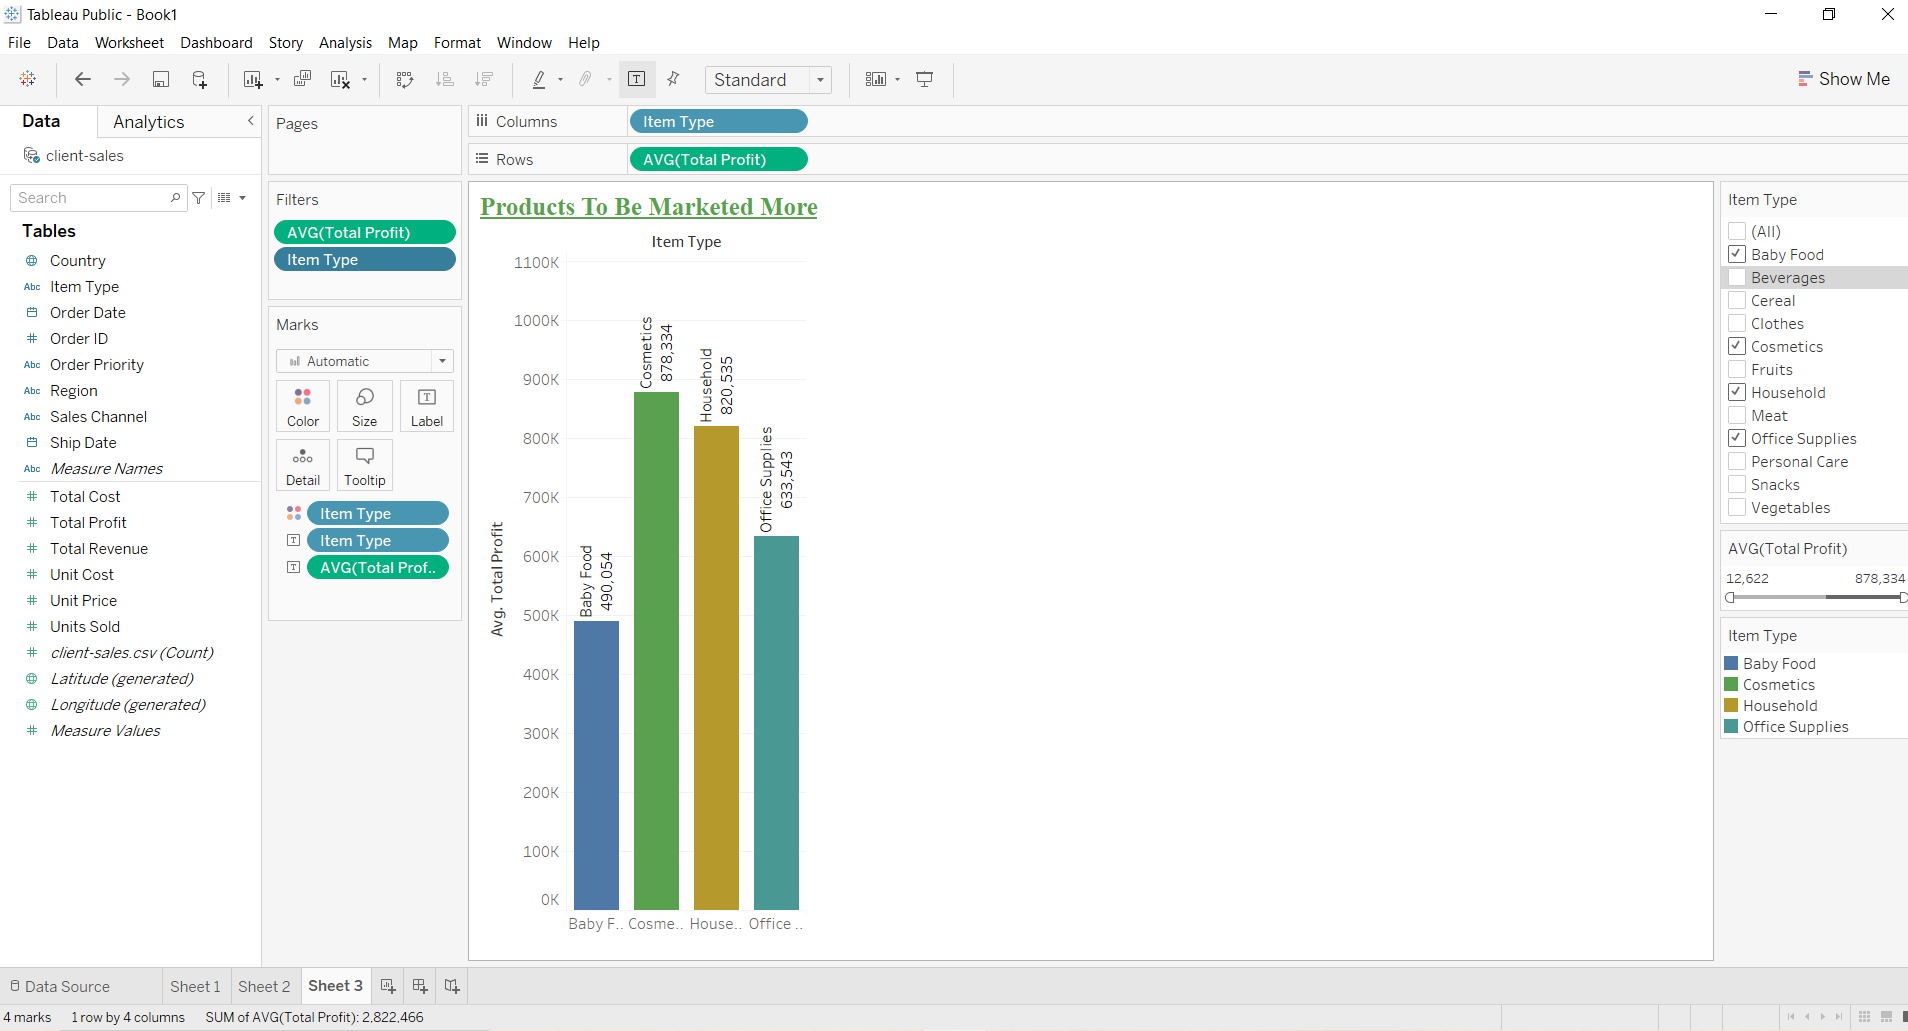 Tableau Public - Book1
File Data Worksheet Dashboard Story Analysis Map Format Window Help
Standard
Show Me
Data
Analytics
client-sales
Search
Tables
Country
Abc Item Type
Order Date
# Order ID
Abc Order Priority
Abc Region
Abc Sales Channel
Ship Date
Abc Measure Names
# Total Cost
# Total Profit
# Total Revenue
# Unit Cost
# Unit Price
# Units Sold
# client-sales.csv (Count)
Latitude (generated)
Longitude (generated)
# Measure Values
Pages
Filters
AVG(Total Profit)
Item Type
Marks
Automatic
Color
Size
Label
Detail
Tooltip
Item Type
Item Type
AVG(Total Prof..
Columns
Item Type
Rows
AVG(Total Profit)
Products To Be Marketed More
Item Type
Avg. Total Profit
1100K
1000K
900K
800K
700K
600K
500K
400K
300K
200K
100K
0K
Baby Food
490,054
Cosmetics
878,334
Household
820,535
Office Supplies
633,543
Baby F.. Cosme.. House.. Office ..
Item Type
(All)
Baby Food
Beverages
Cereal
Clothes
Cosmetics
Fruits
Household
Meat
Office Supplies
Personal Care
Snacks
Vegetables
AVG(Total Profit)
12,622 878,334
Item Type
Baby Food
Cosmetics
Household
Office Supplies
Data Source
Sheet 1
Sheet 2
Sheet 3
4 marks 1 row by 4 columns SUM of AVG(Total Profit): 2,822,466